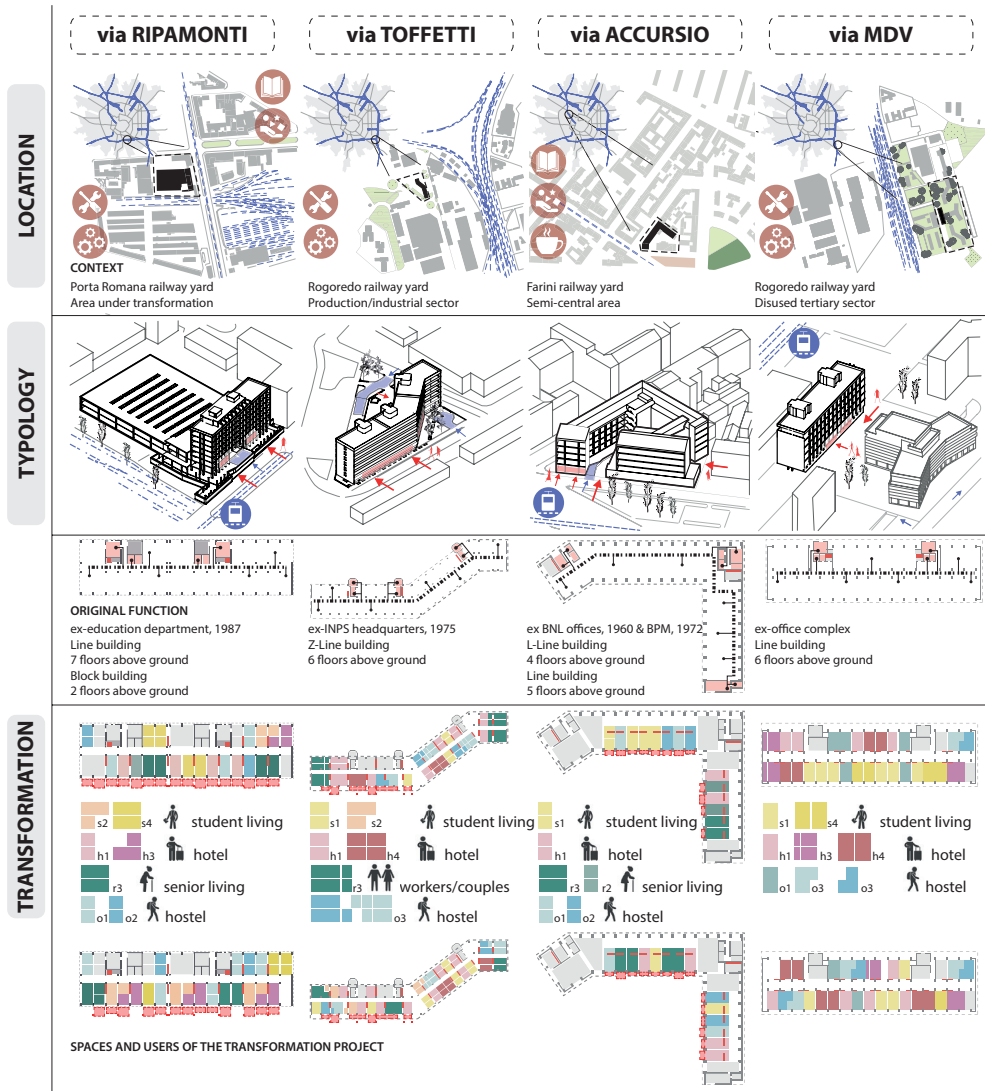 via RIPAMONTI
via TOFFETTI
via ACCURSIO
via MDV
LOCATION
CONTEXT
Porta Romana railway yard
Area under transformation
Rogoredo railway yard
Production/industrial sector
Farini railway yard
Semi-central area
Rogoredo railway yard
Disused tertiary sector
TYPOLOGY
ORIGINAL FUNCTION
ex-education department, 1987
Line building
7 floors above ground
Block building
2 floors above ground
ex-INPS headquarters, 1975
Z-Line building
6 floors above ground
ex BNL offices, 1960 & BPM, 1972
L-Line building
4 floors above ground
Line building
5 floors above ground
ex-office complex
Line building
6 floors above ground
TRANSFORMATION
s2 s4 student living
h1 h3 hotel
r3 senior living
o1 o2 hostel
s1 s2 student living
h1 h4 hotel
r3 workers/couples
o3 hostel
s1 student living
h1 hotel
r3 r2 senior living
o1 o2 hostel
s1 s4 student living
h1 h3 h4 hotel
o1 o3 o3 hostel
SPACES AND USERS OF THE TRANSFORMATION PROJECT